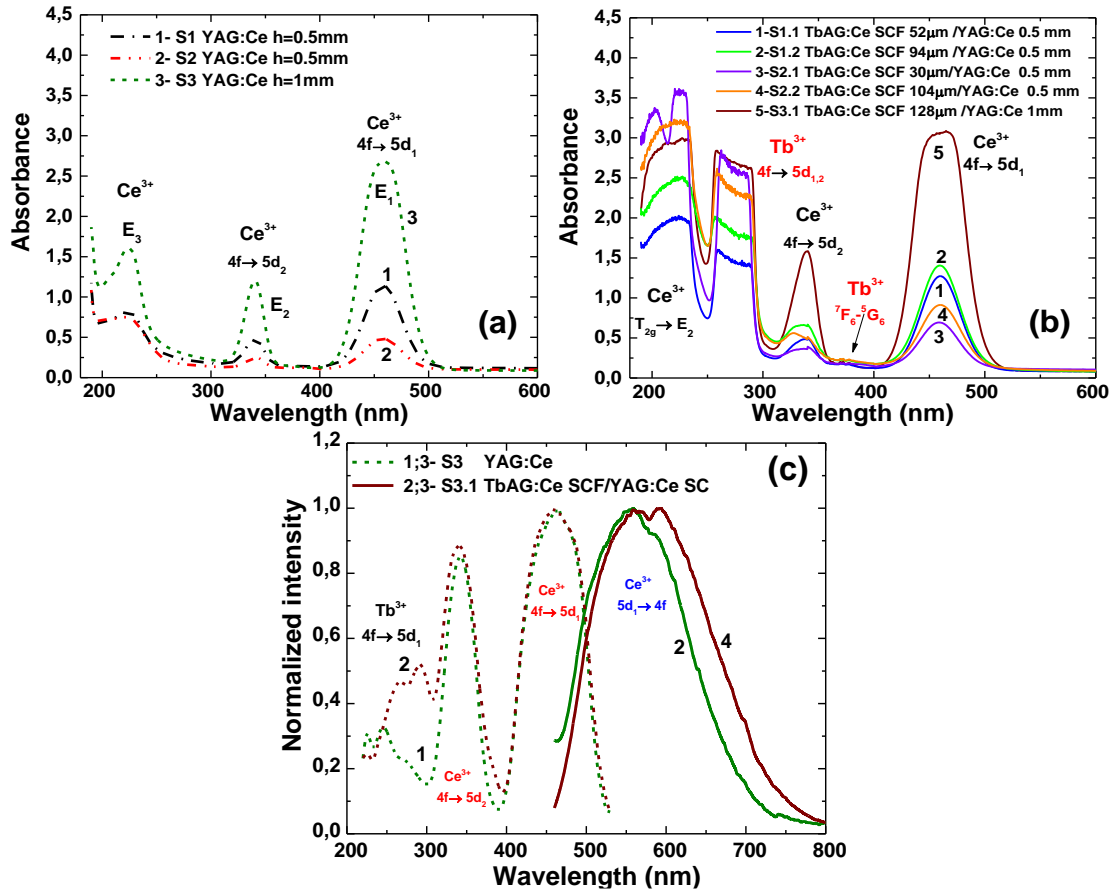 1- S1 YAG:Ce h=0.5mm
2- S2 YAG:Ce h=0.5mm
3- S3 YAG:Ce h=1mm
Ce³⁺
4f→ 5d₁
E₁
3
1
2
Ce³⁺
E₃
Ce³⁺
4f→ 5d₂
E₂
(a)
Absorbance
4,5
4,0
3,5
3,0
2,5
2,0
1,5
1,0
0,5
0,0
200 300 400 500 600
Wavelength (nm)
1-S1.1 TbAG:Ce SCF 52µm /YAG:Ce 0.5 mm
2-S1.2 TbAG:Ce SCF 94µm /YAG:Ce 0.5 mm
3-S2.1 TbAG:Ce SCF 30µm/YAG:Ce 0.5 mm
4-S2.2 TbAG:Ce SCF 104µm/YAG:Ce 0.5 mm
5-S3.1 TbAG:Ce SCF 128µm /YAG:Ce 1mm
Tb³⁺
4f→ 5d₁,₂
Ce³⁺
4f→ 5d₁
5
Ce³⁺
4f→ 5d₂
Tb³⁺
⁷F₆-⁵G₆
Ce³⁺
T₂g→ E₂
2
1
4
3
(b)
Absorbance
4,5
4,0
3,5
3,0
2,5
2,0
1,5
1,0
0,5
0,0
200 300 400 500 600
Wavelength (nm)
1;3- S3 YAG:Ce
2;3- S3.1 TbAG:Ce SCF/YAG:Ce SC
(c)
Tb³⁺
4f→ 5d₁
2
1
Ce³⁺
4f→ 5d₂
Ce³⁺
4f→ 5d₁
Ce³⁺
5d₁→ 4f
2
4
Normalized intensity
1,2
1,0
0,8
0,6
0,4
0,2
0,0
200 300 400 500 600 700 800
Wavelength (nm)